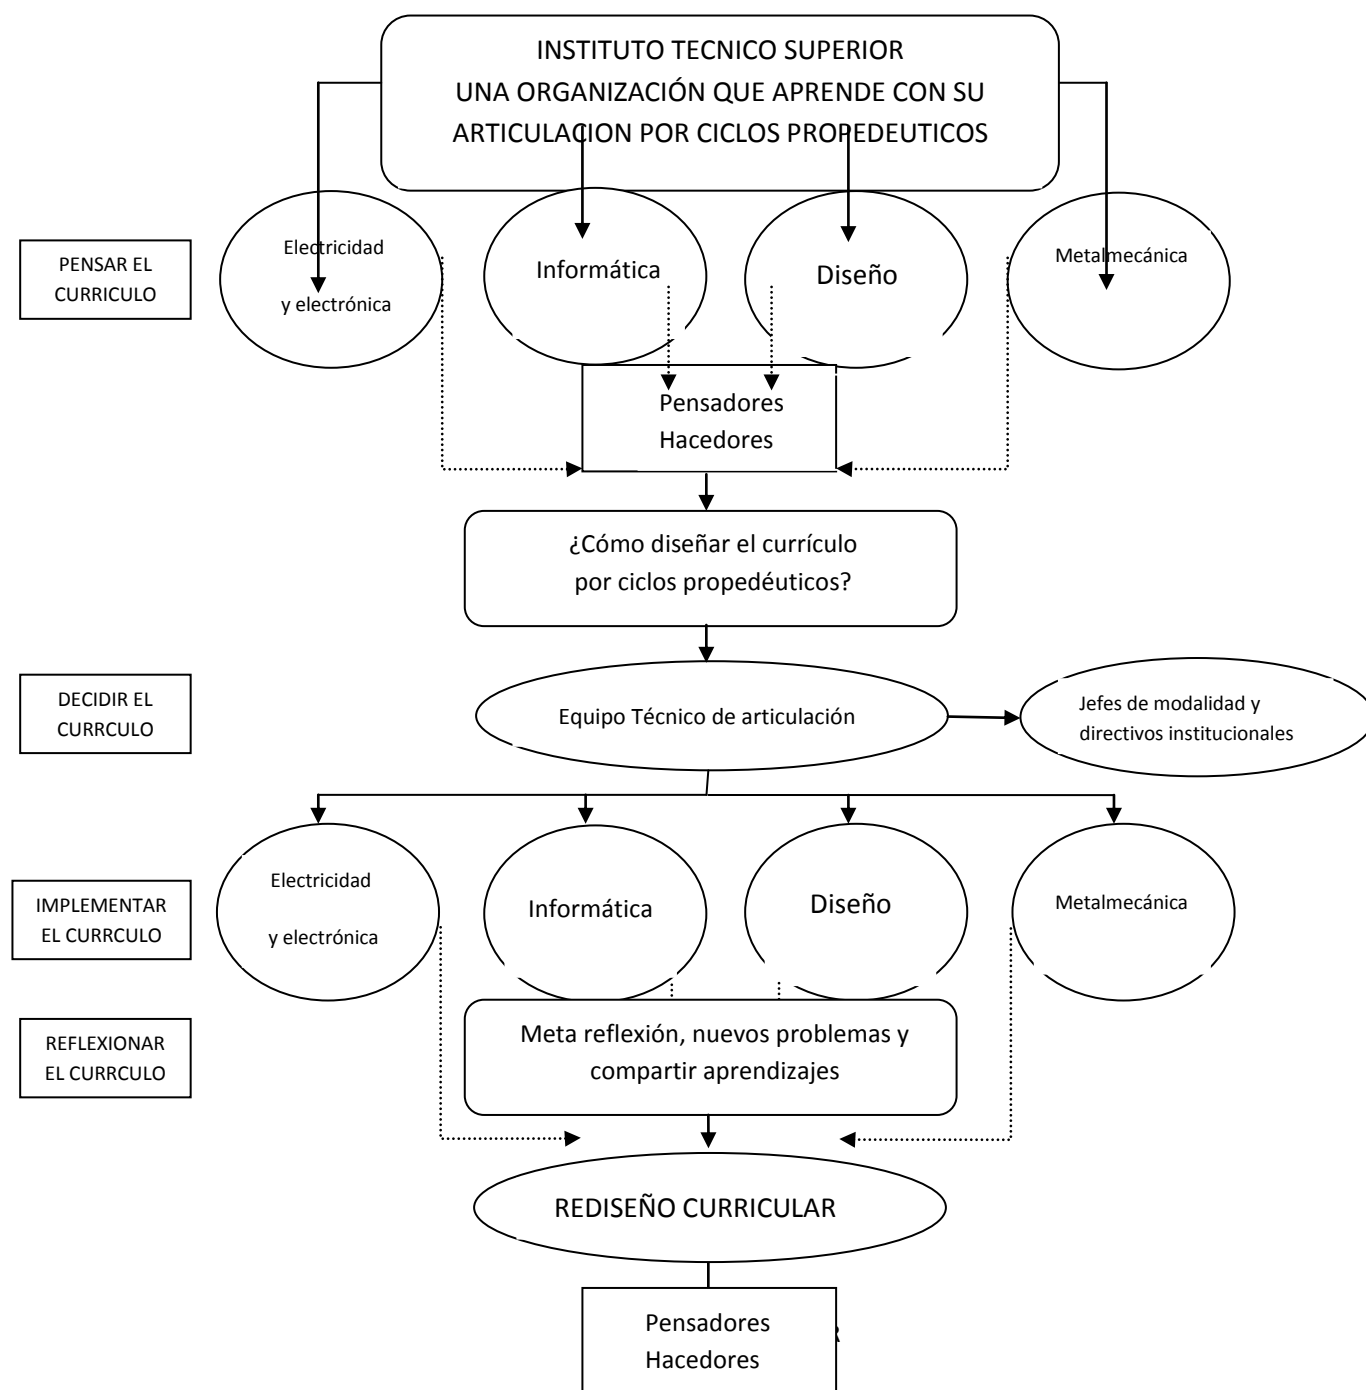 INSTITUTO TECNICO SUPERIOR
UNA ORGANIZACIÓN QUE APRENDE CON SU
ARTICULACION POR CICLOS PROPEDEUTICOS
PENSAR EL
CURRICULO
Electricidad
y electrónica
Informática
Diseño
Metalmecánica
Pensadores
Hacedores
¿Cómo diseñar el currículo
por ciclos propedéuticos?
DECIDIR EL
CURRCULO
Equipo Técnico de articulación
Jefes de modalidad y
directivos institucionales
IMPLEMENTAR
EL CURRCULO
Electricidad
y electrónica
Informática
Diseño
Metalmecánica
REFLEXIONAR
EL CURRCULO
Meta reflexión, nuevos problemas y
compartir aprendizajes
REDISEÑO CURRICULAR
Pensadores
Hacedores